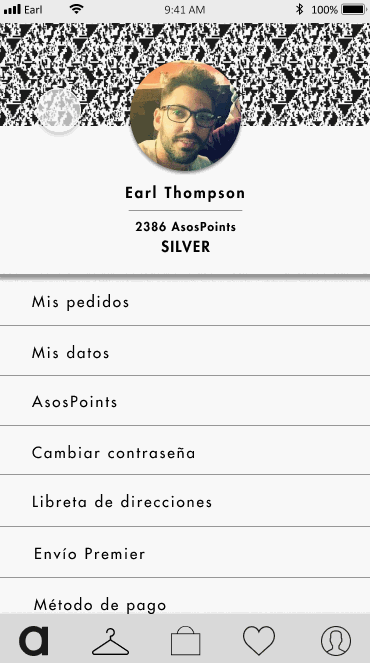 Earl 9:41 AM 100%
Earl Thompson
2386 AsosPoints
SILVER
Mis pedidos
Mis datos
AsosPoints
Cambiar contraseña
Libreta de direcciones
Envío Premier
Método de pago
a